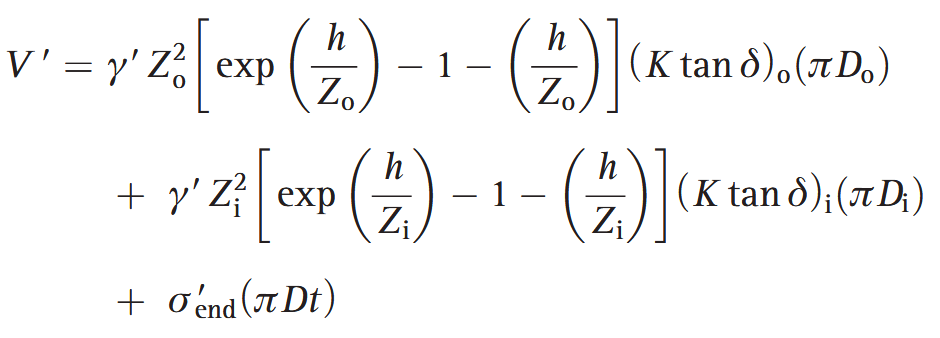 V′ = γ′ Z_o^2 [exp (h/Z_o) − 1 − (h/Z_o)] (K tan δ)_o (πD_o)
+ γ′ Z_i^2 [exp (h/Z_i) − 1 − (h/Z_i)] (K tan δ)_i (πD_i)
+ σ′_end (πDt)